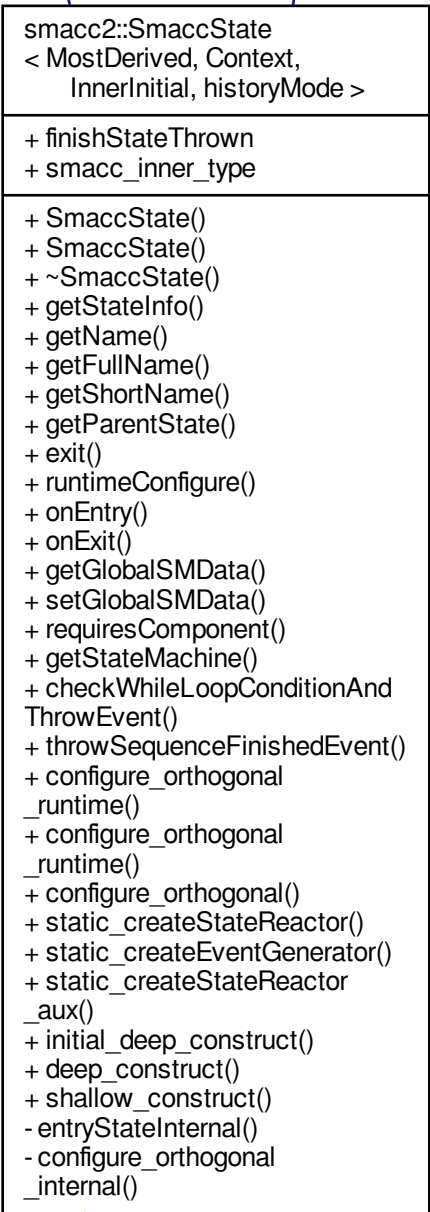 smacc2::SmaccState
< MostDerived, Context,
InnerInitial, historyMode >
+ finishStateThrown
+ smacc_inner_type
+ SmaccState()
+ SmaccState()
+ ~SmaccState()
+ getStateInfo()
+ getName()
+ getFullName()
+ getShortName()
+ getParentState()
+ exit()
+ runtimeConfigure()
+ onEntry()
+ onExit()
+ getGlobalSMData()
+ setGlobalSMData()
+ requiresComponent()
+ getStateMachine()
+ checkWhileLoopConditionAnd
ThrowEvent()
+ throwSequenceFinishedEvent()
+ configure_orthogonal
_runtime()
+ configure_orthogonal
_runtime()
+ configure_orthogonal()
+ static_createStateReactor()
+ static_createEventGenerator()
+ static_createStateReactor
_aux()
+ initial_deep_construct()
+ deep_construct()
+ shallow_construct()
- entryStateInternal()
- configure_orthogonal
_internal()